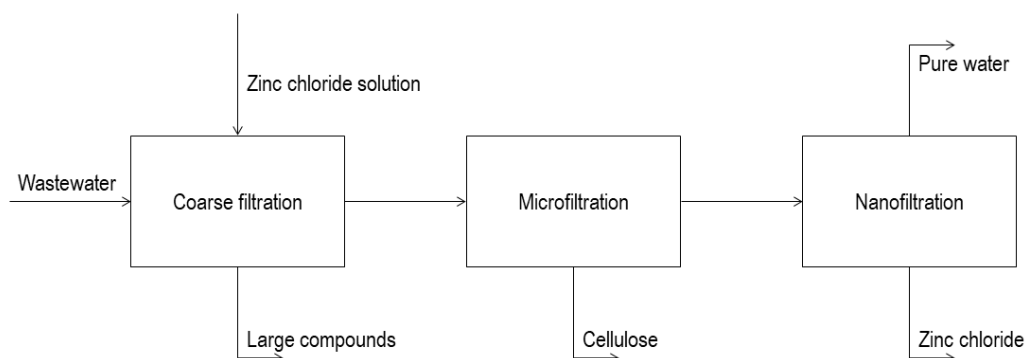 Pure water
Zinc chloride solution
Wastewater
Coarse filtration
Microfiltration
Nanofiltration
Large compounds
Cellulose
Zinc chloride